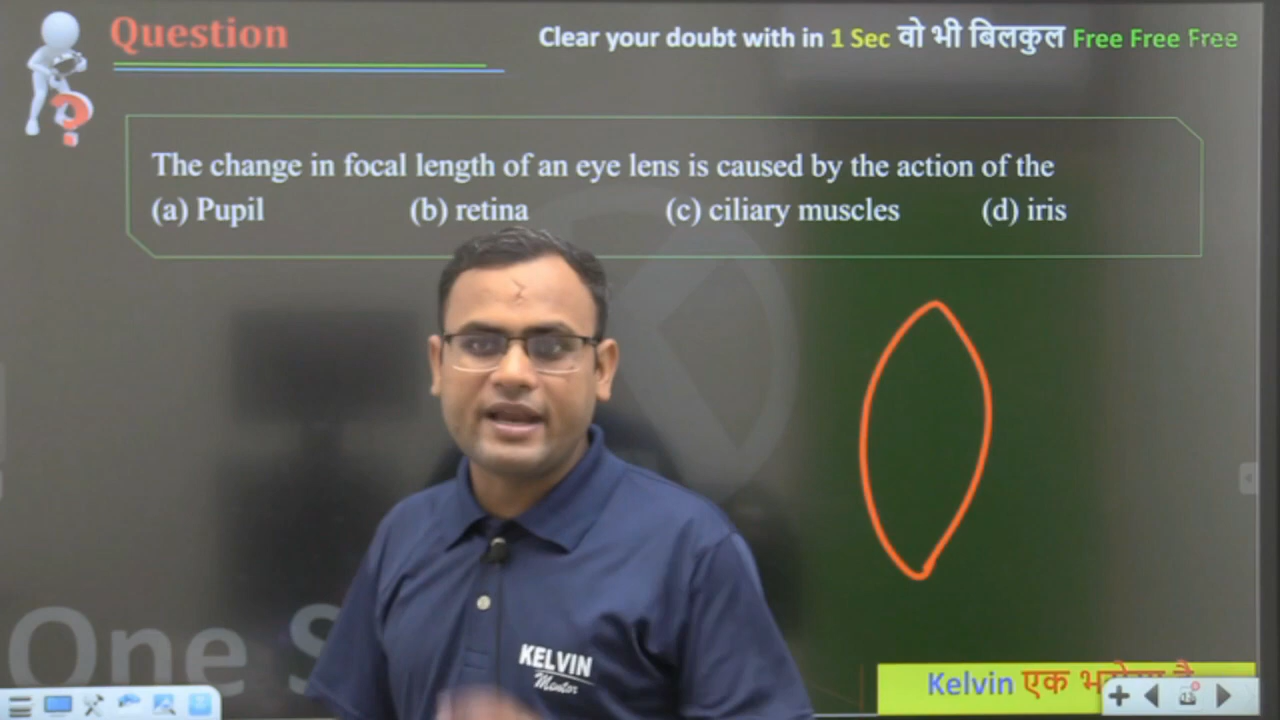 Question
Clear your doubt with in 1 Sec वो भी बिलकुल Free Free Free
The change in focal length of an eye lens is caused by the action of the
(a) Pupil (b) retina (c) ciliary muscles (d) iris
KELVIN
Mentor
One
Kelvin एक